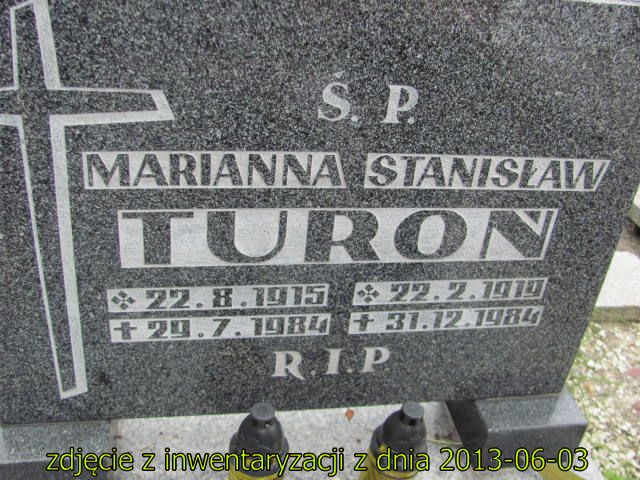 Ś. P.
MARIANNA STANISŁAW
TUROŃ
22.8.1915 22.2.1919
29.7.1984 31.12.1984
R.I.P
zdjęcie z inwentaryzacji z dnia 2013-06-03